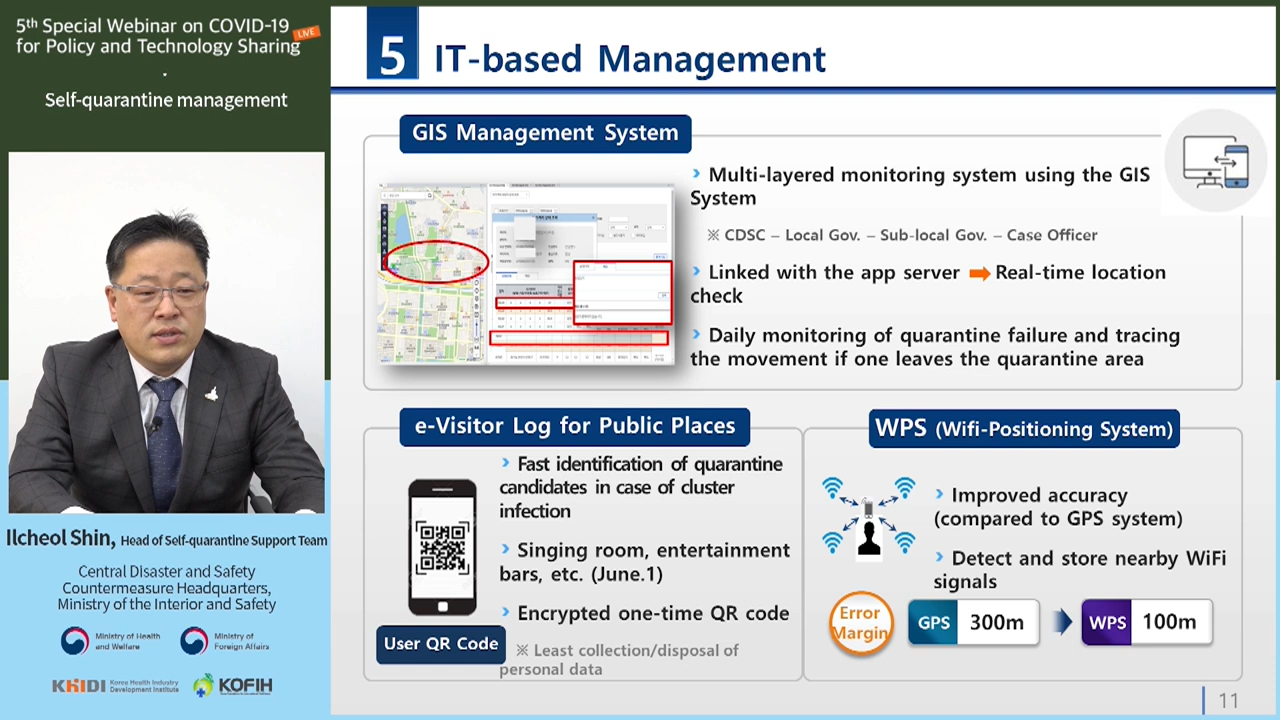 5th Special Webinar on COVID-19
for Policy and Technology Sharing
LIVE
Self-quarantine management
Ilcheol Shin, Head of Self-quarantine Support Team
Central Disaster and Safety
Countermeasure Headquarters,
Ministry of the Interior and Safety
Ministry of Health
and Welfare
Ministry of
Foreign Affairs
KHIDI Korea Health Industry
Development Institute
KOFIH
5 IT-based Management
GIS Management System
› Multi-layered monitoring system using the GIS
System
※ CDSC – Local Gov. – Sub-local Gov. – Case Officer
› Linked with the app server ➡ Real-time location
check
› Daily monitoring of quarantine failure and tracing
the movement if one leaves the quarantine area
e-Visitor Log for Public Places
› Fast identification of quarantine
candidates in case of cluster
infection
› Singing room, entertainment
bars, etc. (June.1)
› Encrypted one-time QR code
※ Least collection/disposal of
personal data
User QR Code
WPS (Wifi-Positioning System)
› Improved accuracy
(compared to GPS system)
› Detect and store nearby WiFi
signals
Error
Margin
GPS 300m
WPS 100m
11